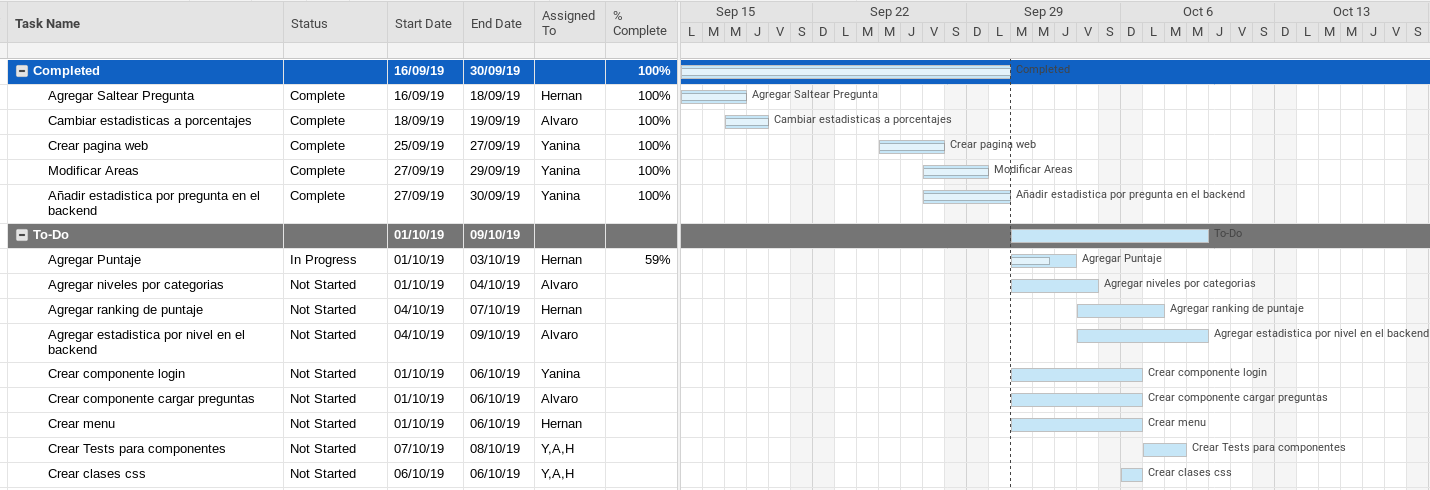 Task Name Status Start Date End Date Assigned To % Complete
Sep 15 Sep 22 Sep 29 Oct 6 Oct 13
L M M J V S D L M M J V S D L M M J V S D L M M J V S D L M M J V S
Completed 16/09/19 30/09/19 100% Completed
Agregar Saltear Pregunta Complete 16/09/19 18/09/19 Hernan 100% Agregar Saltear Pregunta
Cambiar estadisticas a porcentajes Complete 18/09/19 19/09/19 Alvaro 100% Cambiar estadisticas a porcentajes
Crear pagina web Complete 25/09/19 27/09/19 Yanina 100% Crear pagina web
Modificar Areas Complete 27/09/19 29/09/19 Yanina 100% Modificar Areas
Añadir estadistica por pregunta en el backend Complete 27/09/19 30/09/19 Yanina 100% Añadir estadistica por pregunta en el backend
To-Do 01/10/19 09/10/19 To-Do
Agregar Puntaje In Progress 01/10/19 03/10/19 Hernan 59% Agregar Puntaje
Agregar niveles por categorias Not Started 01/10/19 04/10/19 Alvaro Agregar niveles por categorias
Agregar ranking de puntaje Not Started 04/10/19 07/10/19 Hernan Agregar ranking de puntaje
Agregar estadistica por nivel en el backend Not Started 04/10/19 09/10/19 Alvaro Agregar estadistica por nivel en el backend
Crear componente login Not Started 01/10/19 06/10/19 Yanina Crear componente login
Crear componente cargar preguntas Not Started 01/10/19 06/10/19 Alvaro Crear componente cargar preguntas
Crear menu Not Started 01/10/19 06/10/19 Hernan Crear menu
Crear Tests para componentes Not Started 07/10/19 08/10/19 Y,A,H Crear Tests para componentes
Crear clases css Not Started 06/10/19 06/10/19 Y,A,H Crear clases css